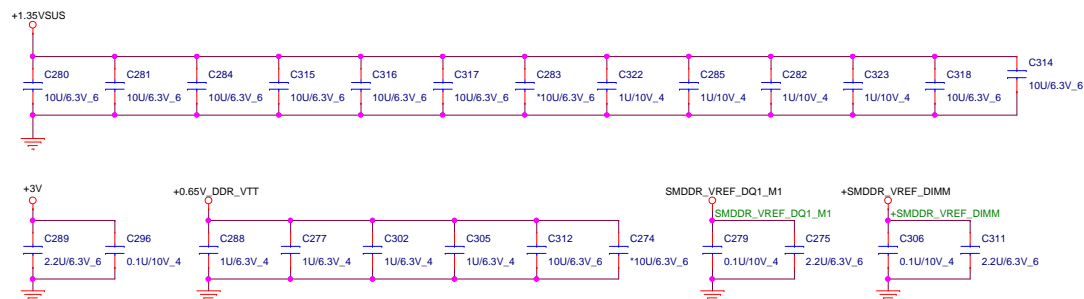 +1.35VSUS
C280
C281
C284
C315
C316
C317
C283
C322
C285
C282
C323
C318
C314
10U/6.3V_6
10U/6.3V_6
10U/6.3V_6
10U/6.3V_6
10U/6.3V_6
10U/6.3V_6
*10U/6.3V_6
1U/10V_4
1U/10V_4
1U/10V_4
1U/10V_4
10U/6.3V_6
10U/6.3V_6
+3V
+0.65V_DDR_VTT
SMDDR_VREF_DQ1_M1
+SMDDR_VREF_DIMM
SMDDR_VREF_DQ1_M1
+SMDDR_VREF_DIMM
C289
C296
C288
C277
C302
C305
C312
C274
C279
C275
C306
C311
2.2U/6.3V_6
0.1U/10V_4
1U/6.3V_4
1U/6.3V_4
1U/6.3V_4
1U/6.3V_4
10U/6.3V_6
*10U/6.3V_6
0.1U/10V_4
2.2U/6.3V_6
0.1U/10V_4
2.2U/6.3V_6